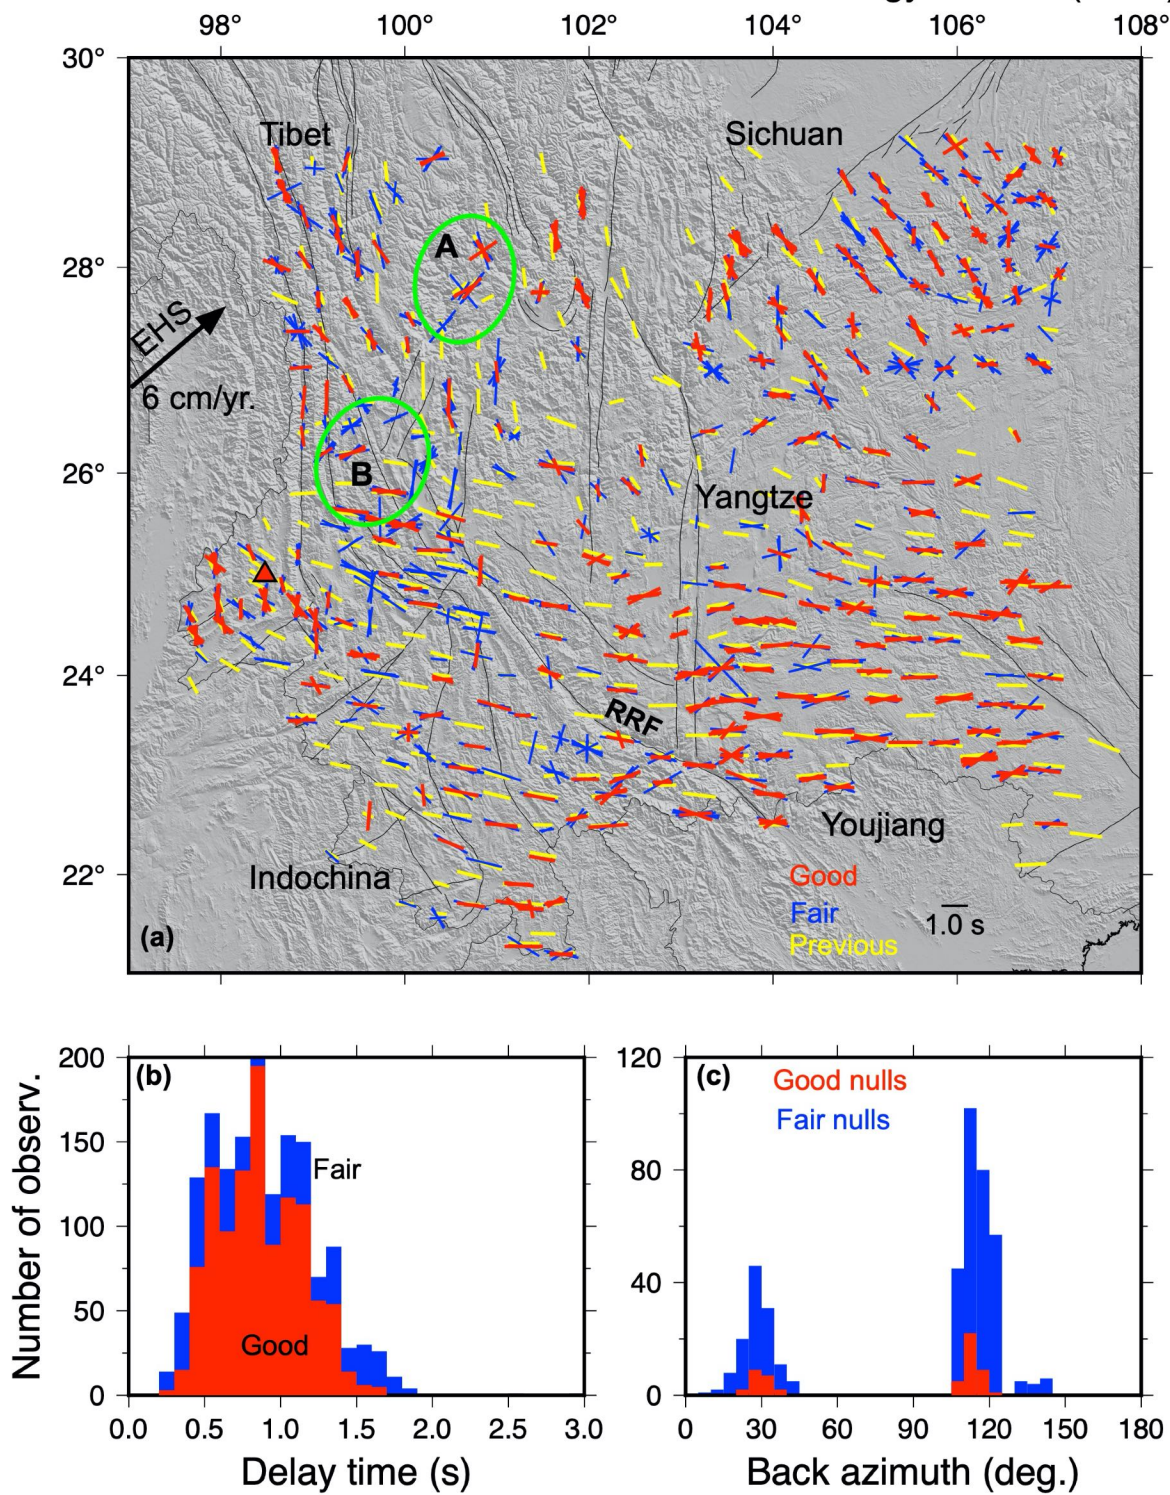 98° 100° 102° 104° 106° 108°
30°
Tibet Sichuan
A
28°
EHS
6 cm/yr.
26°
B
Yangtze
24°
RRF
Youjiang
22°
Indochina
Good
Fair
1.0 s
(a)
Previous
200 120
(b) (c)
Good nulls
Fair nulls
150
Fair
80
100
40
50
Good
0 0
Number of observ.
0.0 0.5 1.0 1.5 2.0 2.5 3.0 0 30 60 90 120 150 180
Delay time (s) Back azimuth (deg.)